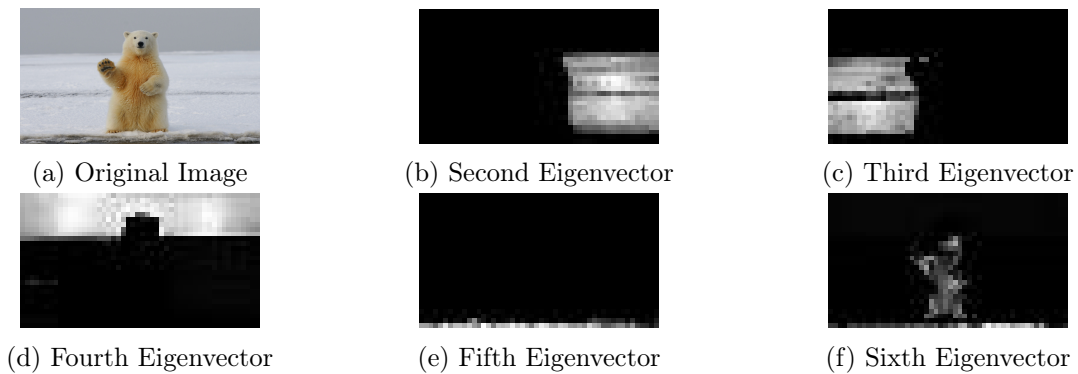 (a) Original Image
(b) Second Eigenvector
(c) Third Eigenvector
(d) Fourth Eigenvector
(e) Fifth Eigenvector
(f) Sixth Eigenvector